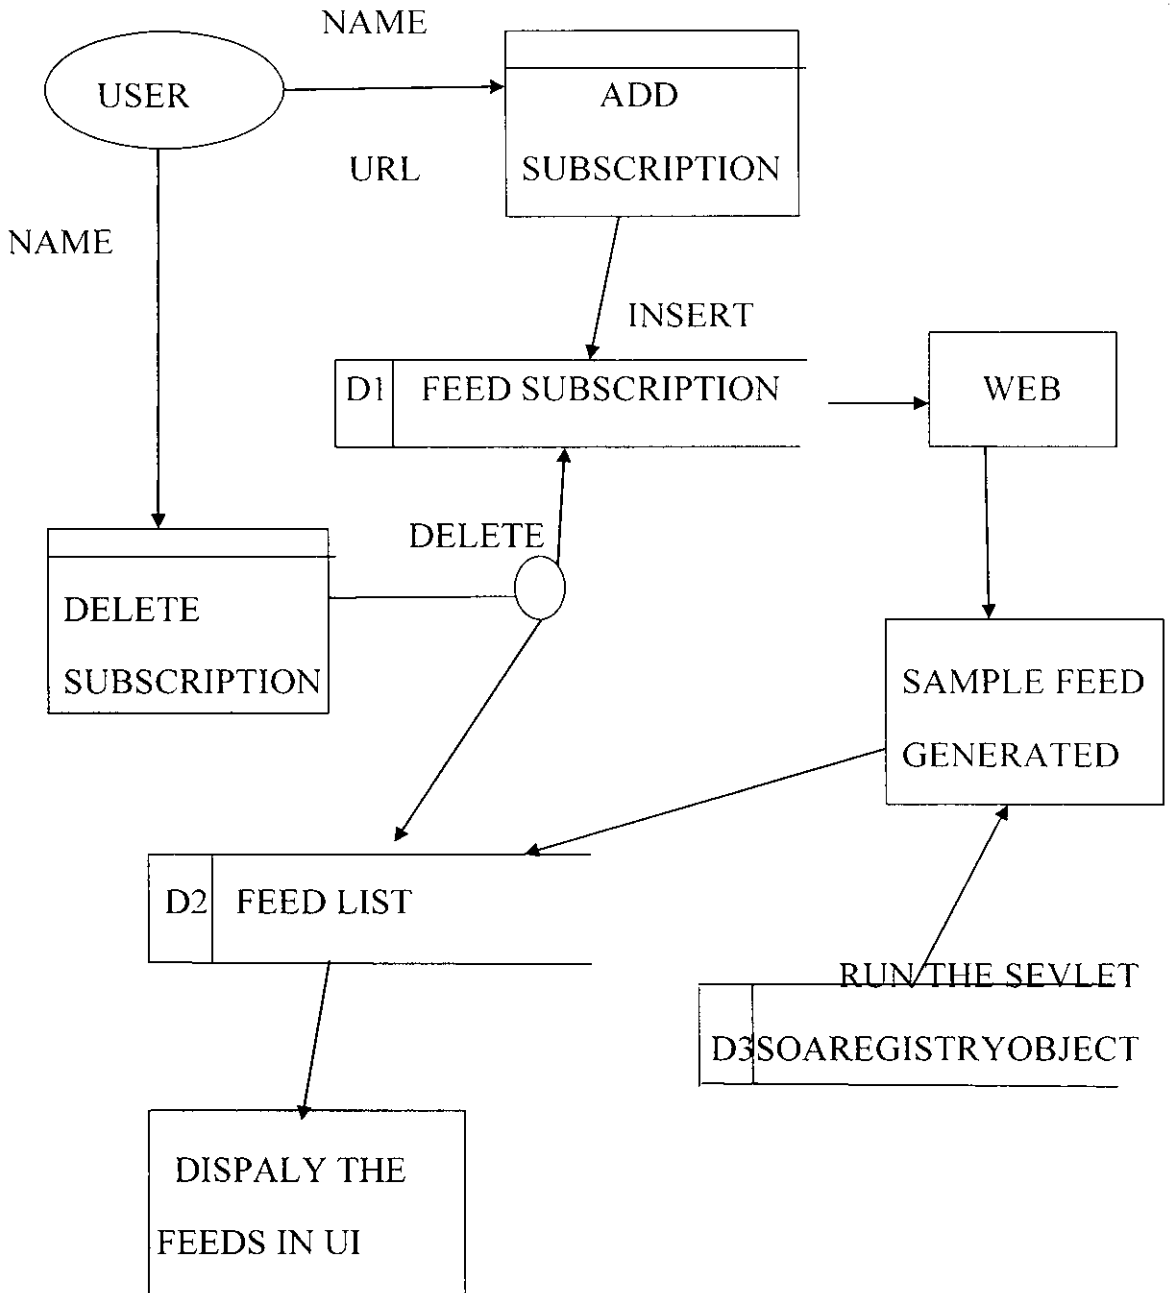 NAME
USER
ADD
SUBSCRIPTION
URL
NAME
INSERT
D1 FEED SUBSCRIPTION
WEB
DELETE
DELETE
SUBSCRIPTION
SAMPLE FEED
GENERATED
D2 FEED LIST
RUN THE SEVLET
D3SOAREGISTRYOBJECT
DISPALY THE
FEEDS IN UI